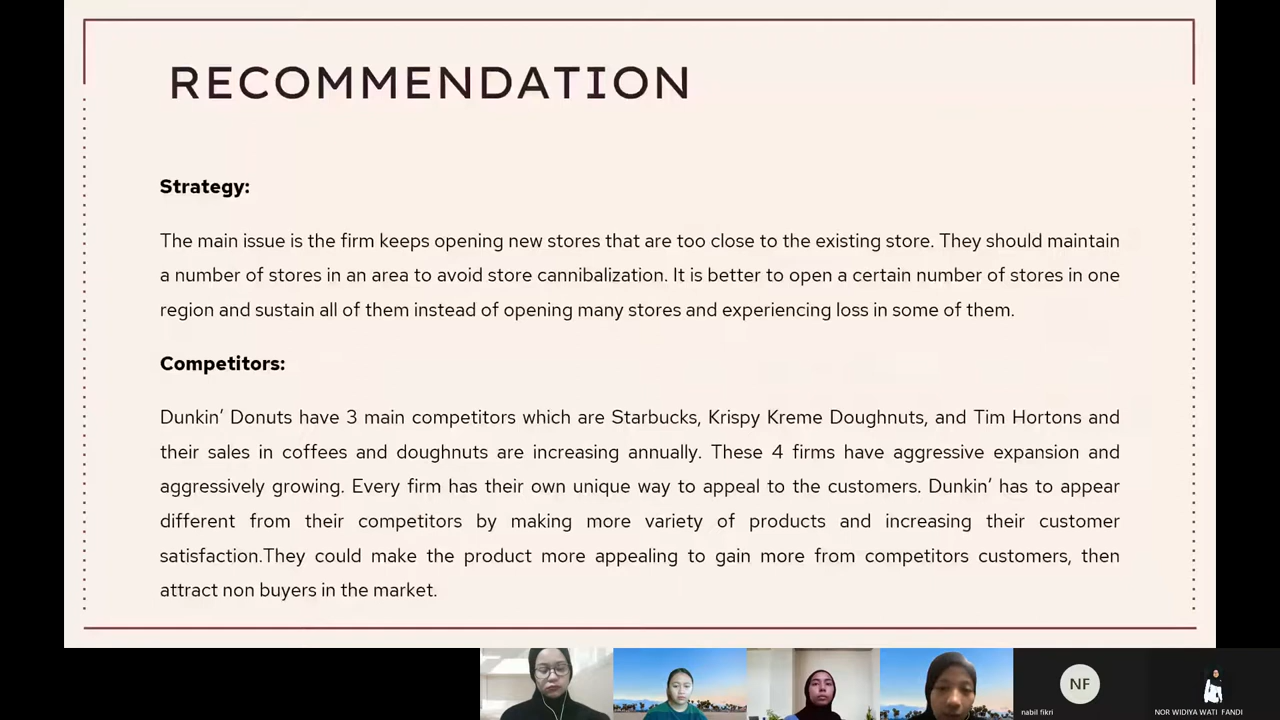 RECOMMENDATION
Strategy:
The main issue is the firm keeps opening new stores that are too close to the existing store. They should maintain
a number of stores in an area to avoid store cannibalization. It is better to open a certain number of stores in one
region and sustain all of them instead of opening many stores and experiencing loss in some of them.
Competitors:
Dunkin’ Donuts have 3 main competitors which are Starbucks, Krispy Kreme Doughnuts, and Tim Hortons and
their sales in coffees and doughnuts are increasing annually. These 4 firms have aggressive expansion and
aggressively growing. Every firm has their own unique way to appeal to the customers. Dunkin’ has to appear
different from their competitors by making more variety of products and increasing their customer
satisfaction.They could make the product more appealing to gain more from competitors customers, then
attract non buyers in the market.
NF
nabil fikri
NOR WIDIYA WATI FANDI